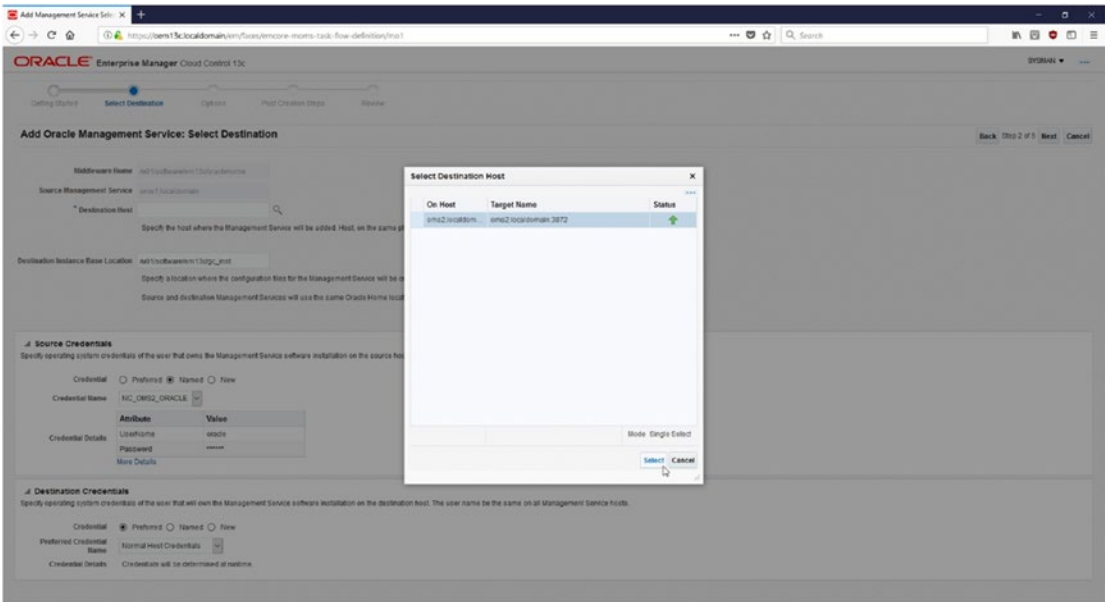 Add Management Service: Sele
https://oem13c.localdomain/em/faces/emcore-moms-task-flow-definition/mo1
Search
ORACLE Enterprise Manager Cloud Control 13c
SYSMAN
Getting Started Select Destination Options Post Creation Steps Review
Add Oracle Management Service: Select Destination
Back Step 2 of 5 Next Cancel
Middleware Home
Source Management Service oms1.localdomain
* Destination Host
Specify the host where the Management Service will be added. Host, on the same pl
Destination Instance Base Location
Specify a location where the configuration files for the Management Service will be
Source and destination Management Services will use the same Oracle Home locat
Select Destination Host
On Host Target Name Status
oms2.localdom... oms2.localdomain:3872
Mode Single Select
Select Cancel
Source Credentials
Specify operating system credentials of the user that owns the Management Service software installation on the source hos
Credential Preferred Named New
Credential Name NC_OMS2_ORACLE
Attribute Value
Credential Details UserName oracle
Password ******
More Details
Destination Credentials
Specify operating system credentials of the user that will own the Management Service software installation on the destination host. The user name be the same on all Management Service hosts.
Credential Preferred Named New
Preferred Credential Name Normal Host Credentials
Credential Details Credentials will be determined at runtime.